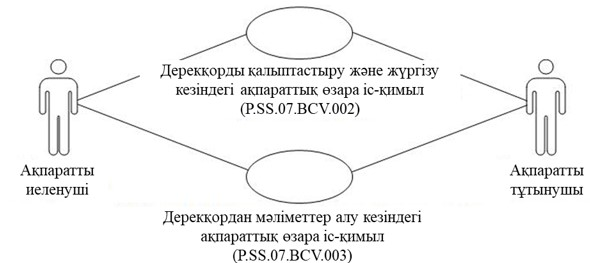 Дерекқорды қалыптастыру және жүргізу
кезіндегі ақпараттық өзара іс-қимыл
(P.SS.07.BCV.002)
Ақпаратты
иеленуші
Ақпаратты
тұтынушы
Дерекқордан мәліметтер алу кезіндегі
ақпараттық өзара іс-қимыл
(P.SS.07.BCV.003)